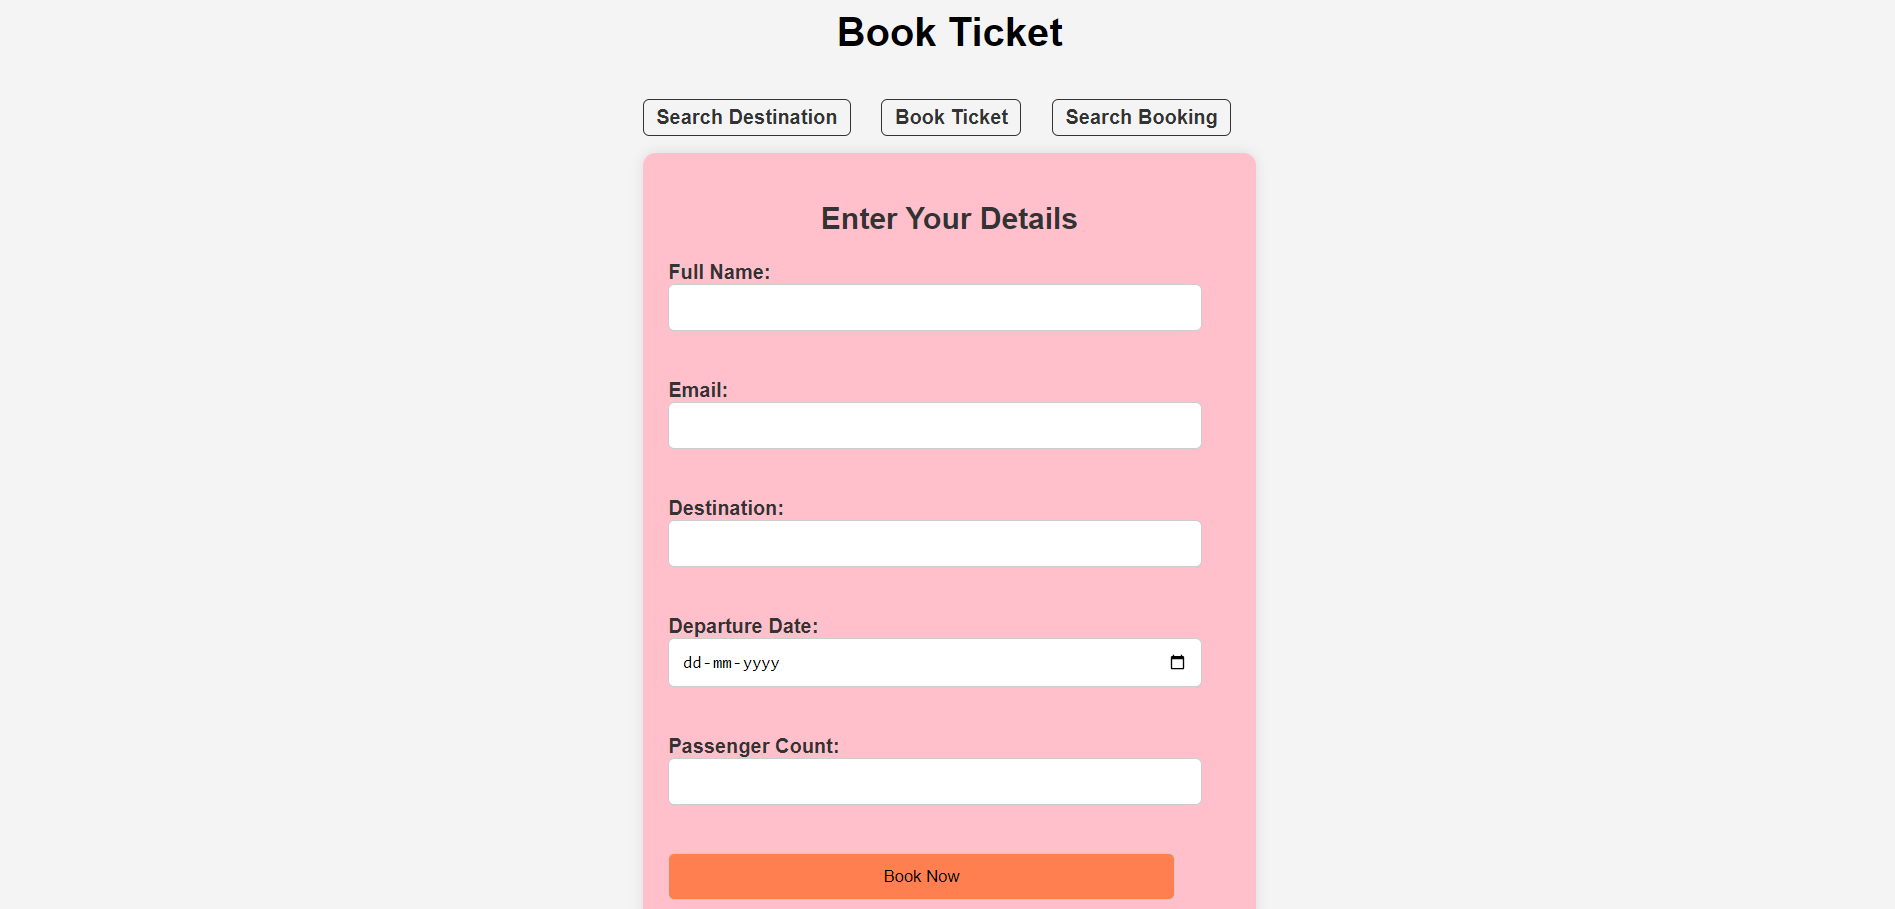 Book Ticket
Search Destination Book Ticket Search Booking
Enter Your Details
Full Name:
Email:
Destination:
Departure Date:
dd-mm-yyyy
Passenger Count:
Book Now